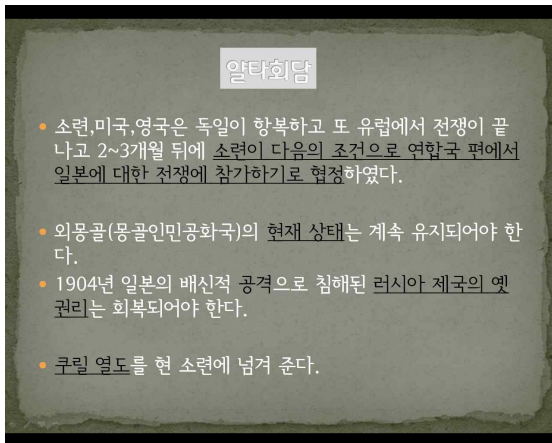 얄타회담
소련,미국,영국은 독일이 항복하고 또 유럽에서 전쟁이 끝
나고 2~3개월 뒤에 소련이 다음의 조건으로 연합국 편에서
일본에 대한 전쟁에 참가하기로 협정하였다.
외몽골(몽골인민공화국)의 현재 상태는 계속 유지되어야 한
다.
1904년 일본의 배신적 공격으로 침해된 러시아 제국의 옛
권리는 회복되어야 한다.
쿠릴 열도를 현 소련에 넘겨 준다.